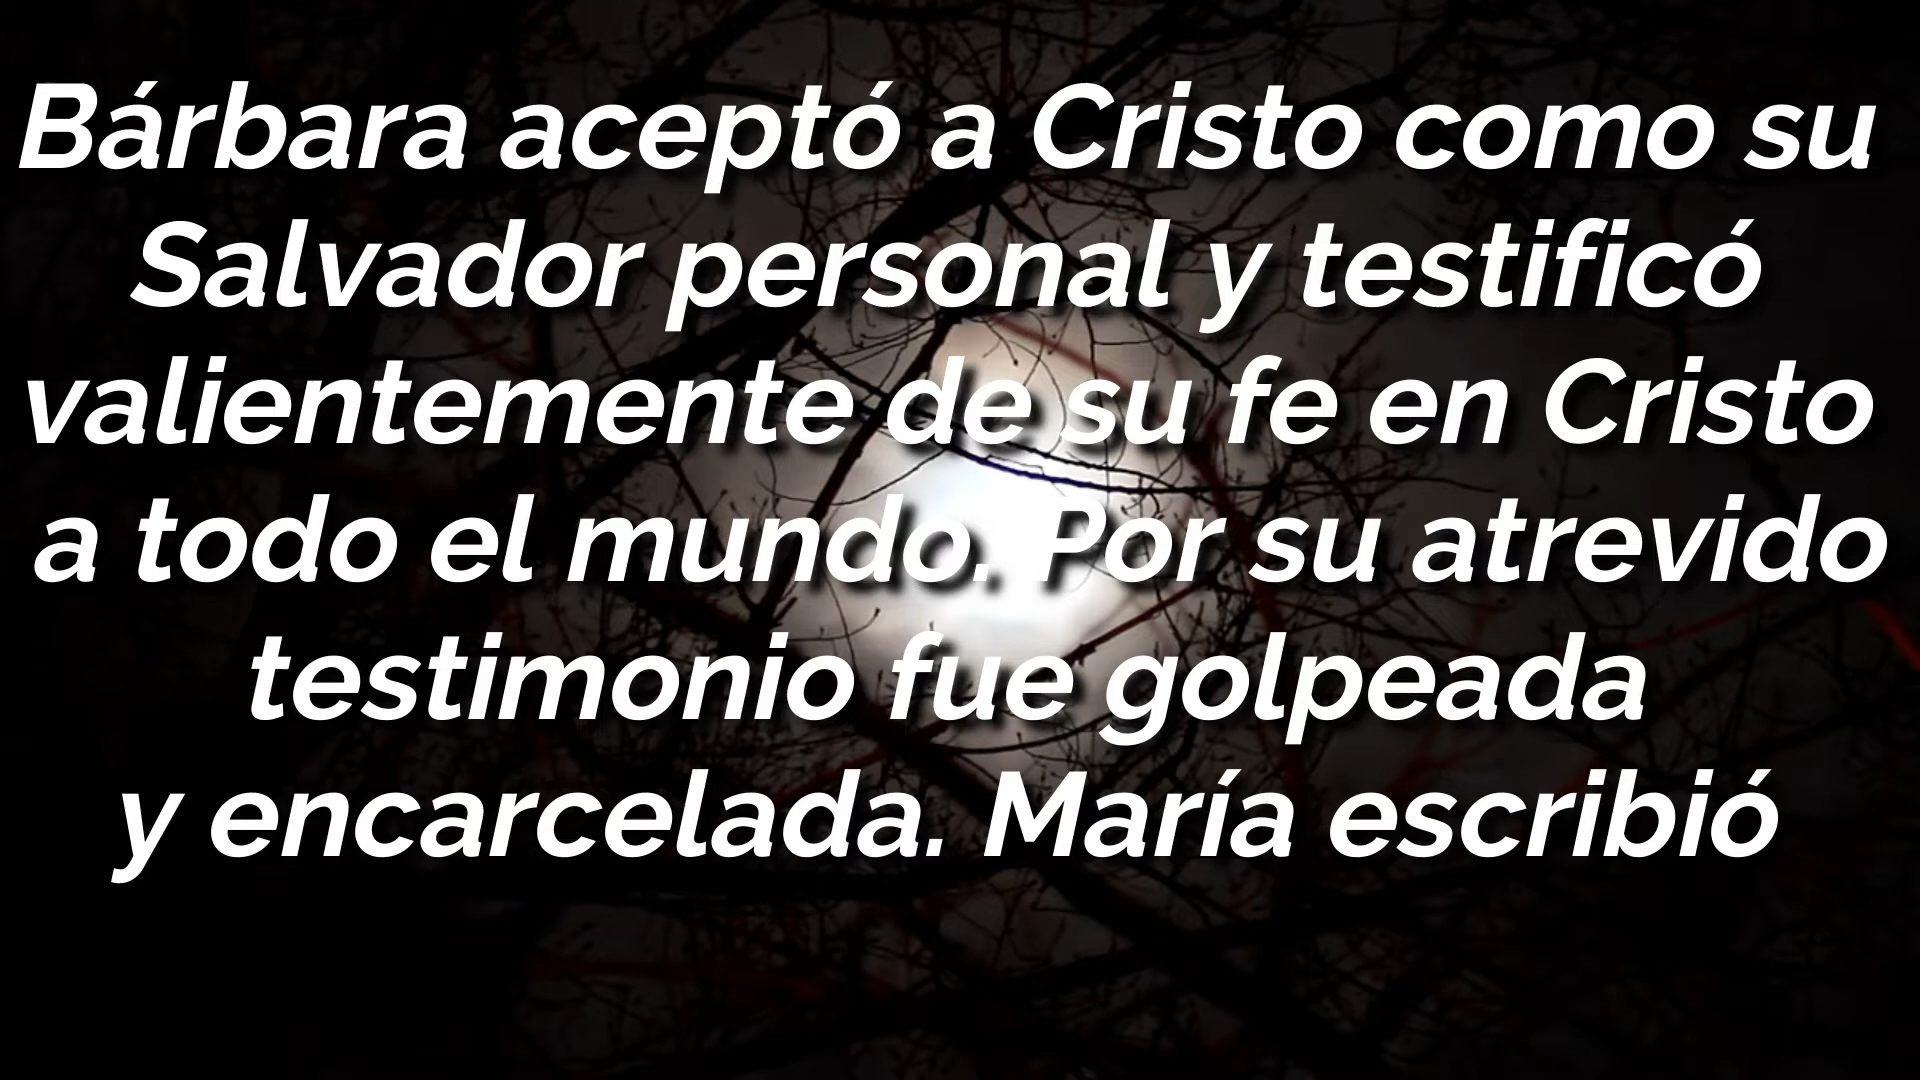 Bárbara aceptó a Cristo como su
Salvador personal y testificó
valientemente de su fe en Cristo
a todo el mundo. Por su atrevido
testimonio fue golpeada
y encarcelada. María escribió